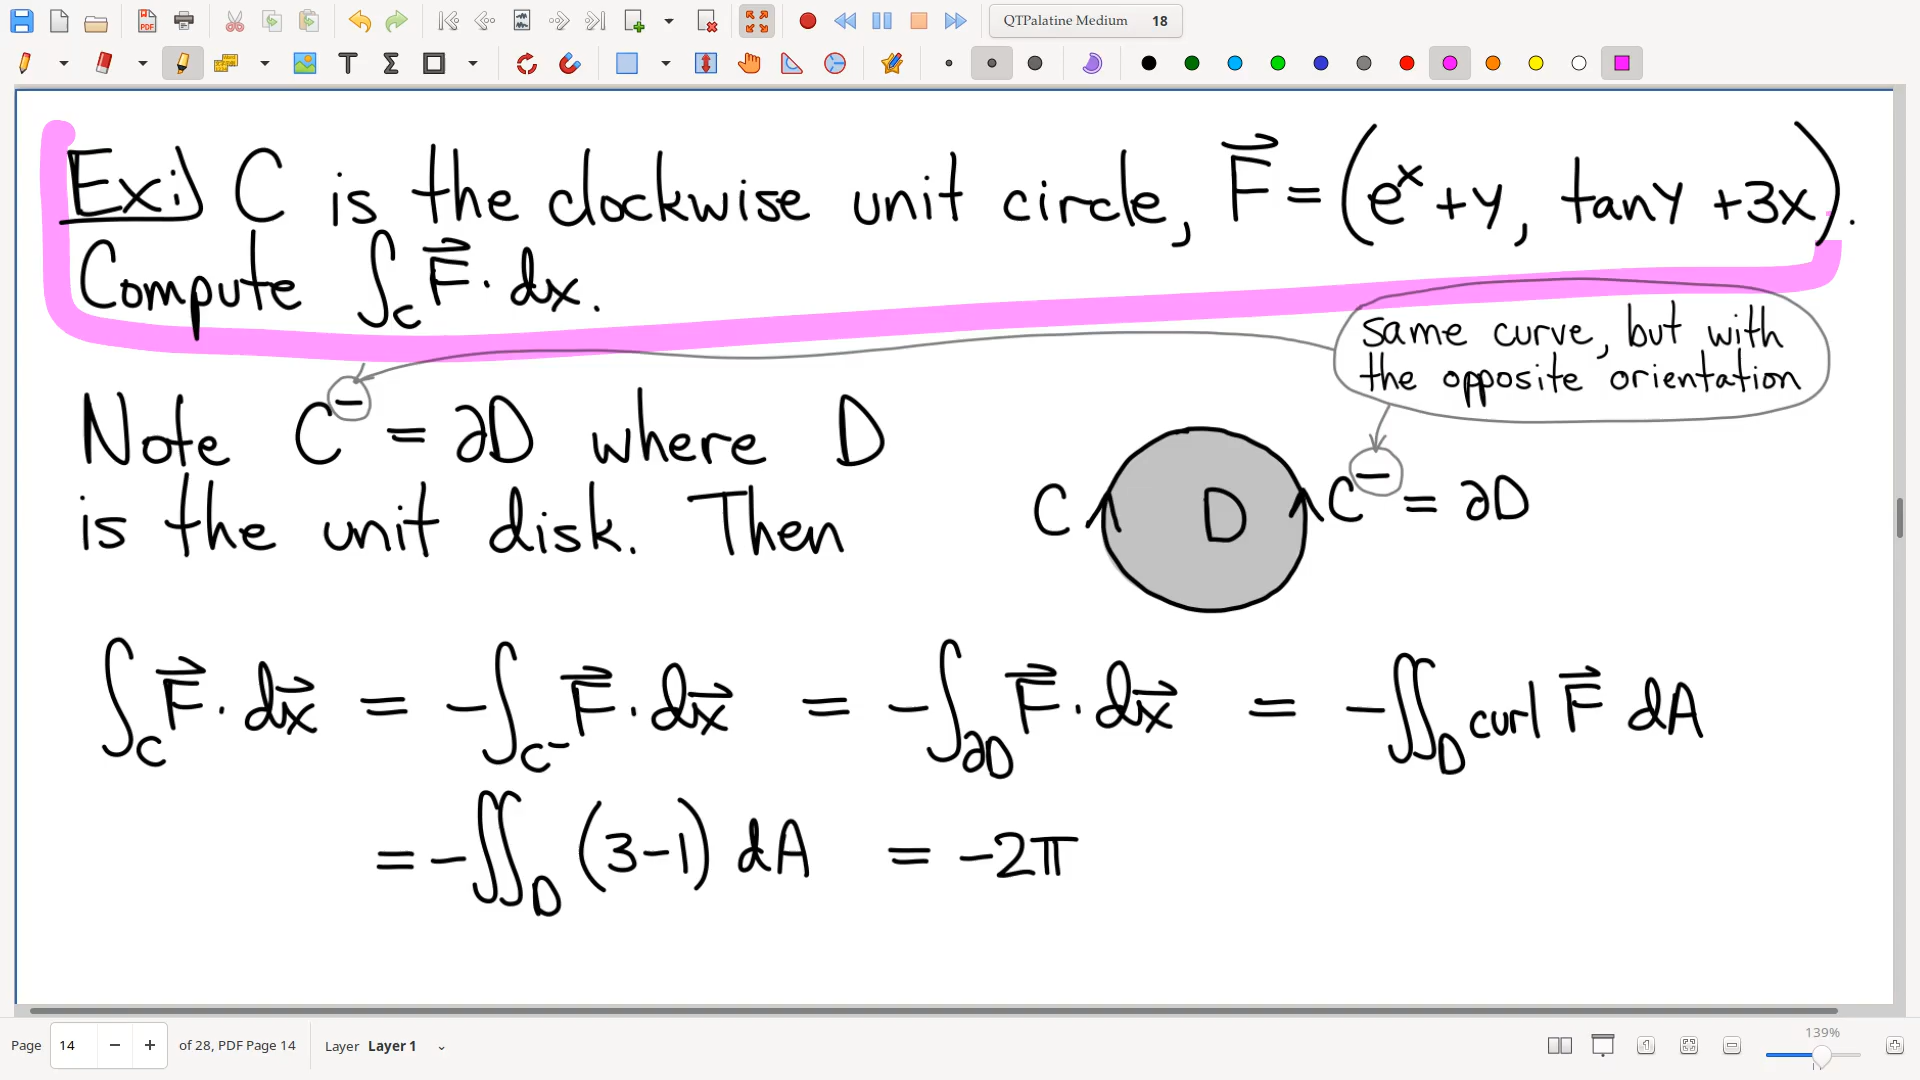 QTPalatine Medium 18
Ex: C is the clockwise unit circle, F⃗ = (eˣ + y, tany + 3x).
Compute ∫_C F⃗ · dx.
same curve, but with
the opposite orientation
Note C⁻ = ∂D where D
is the unit disk. Then
C D C⁻ = ∂D
∫_C F⃗ · dx⃗ = -∫_C⁻ F⃗ · dx⃗ = -∫_∂D F⃗ · dx⃗ = -∬_D curl F⃗ dA
= -∬_D (3-1) dA = -2π
Page 14 of 28, PDF Page 14 Layer Layer 1
139%